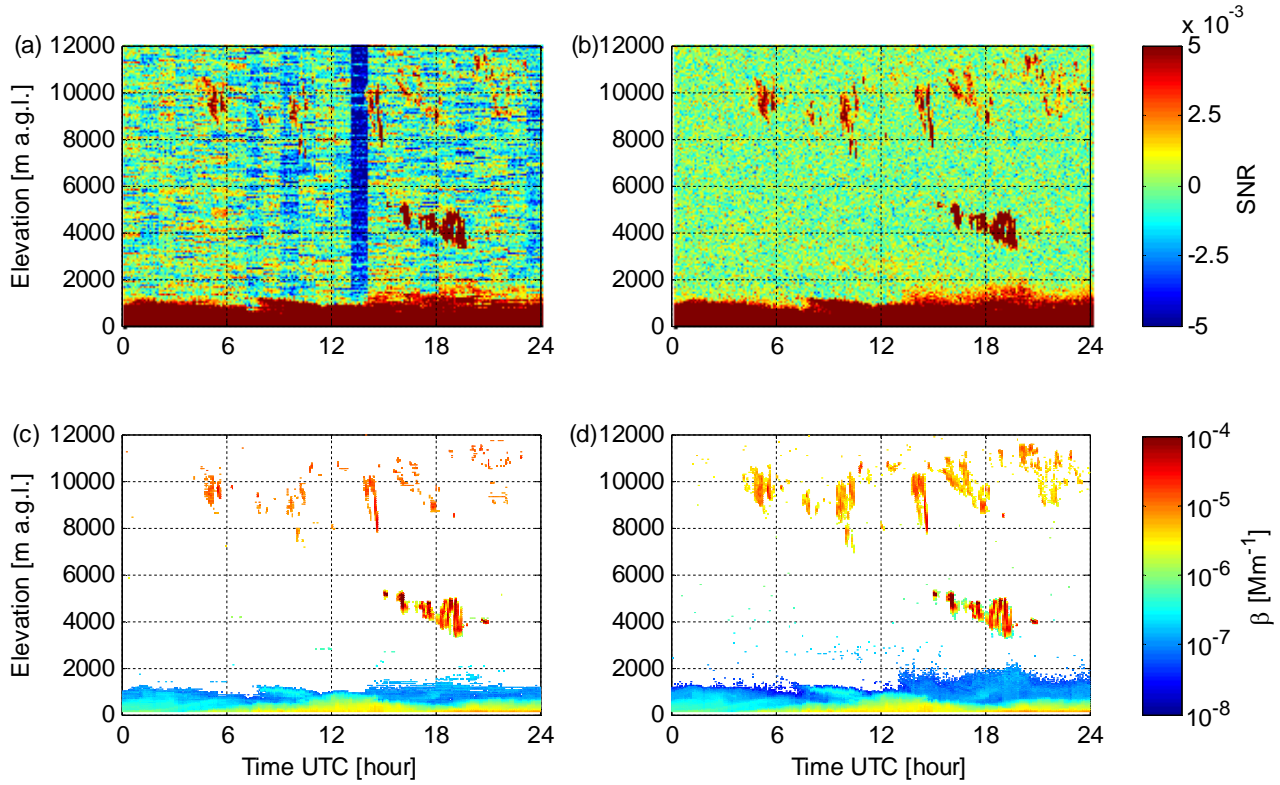 x 10⁻³
(a) 12000 10000 8000 6000 4000 2000 0
Elevation [m a.g.l.]
0 6 12 18 24
(b) 12000 10000 8000 6000 4000 2000 0
0 6 12 18 24
5 2.5 0 -2.5 -5
SNR
(c) 12000 10000 8000 6000 4000 2000 0
Elevation [m a.g.l.]
0 6 12 18 24
Time UTC [hour]
(d) 12000 10000 8000 6000 4000 2000 0
0 6 12 18 24
Time UTC [hour]
10⁻⁴ 10⁻⁵ 10⁻⁶ 10⁻⁷ 10⁻⁸
β [Mm⁻¹]